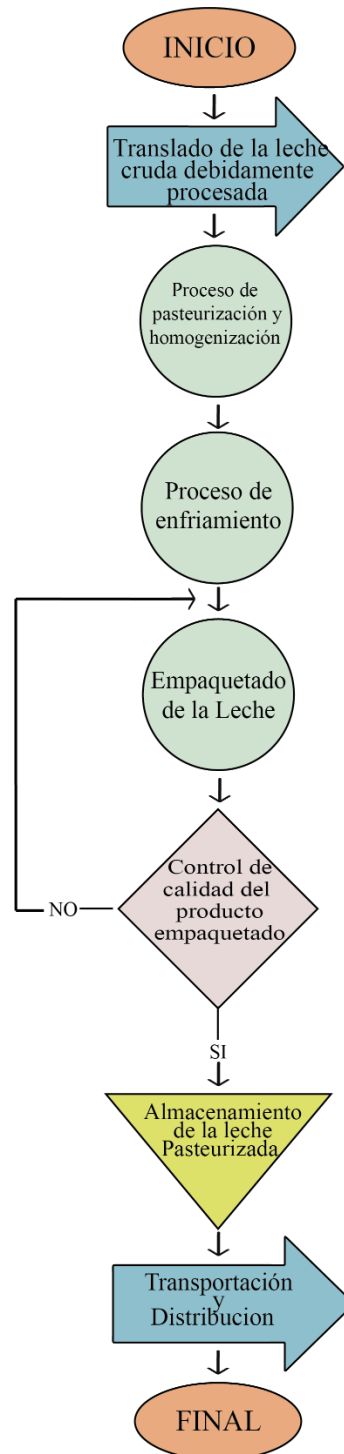 INICIO
Translado de la leche
cruda debidamente
procesada
Proceso de
pasteurización y
homogenización
Proceso de
enfriamiento
Empaquetado
de la Leche
Control de
calidad del
producto
empaquetado
NO
SI
Almacenamiento
de la leche
Pasteurizada
Transportación
y
Distribucion
FINAL